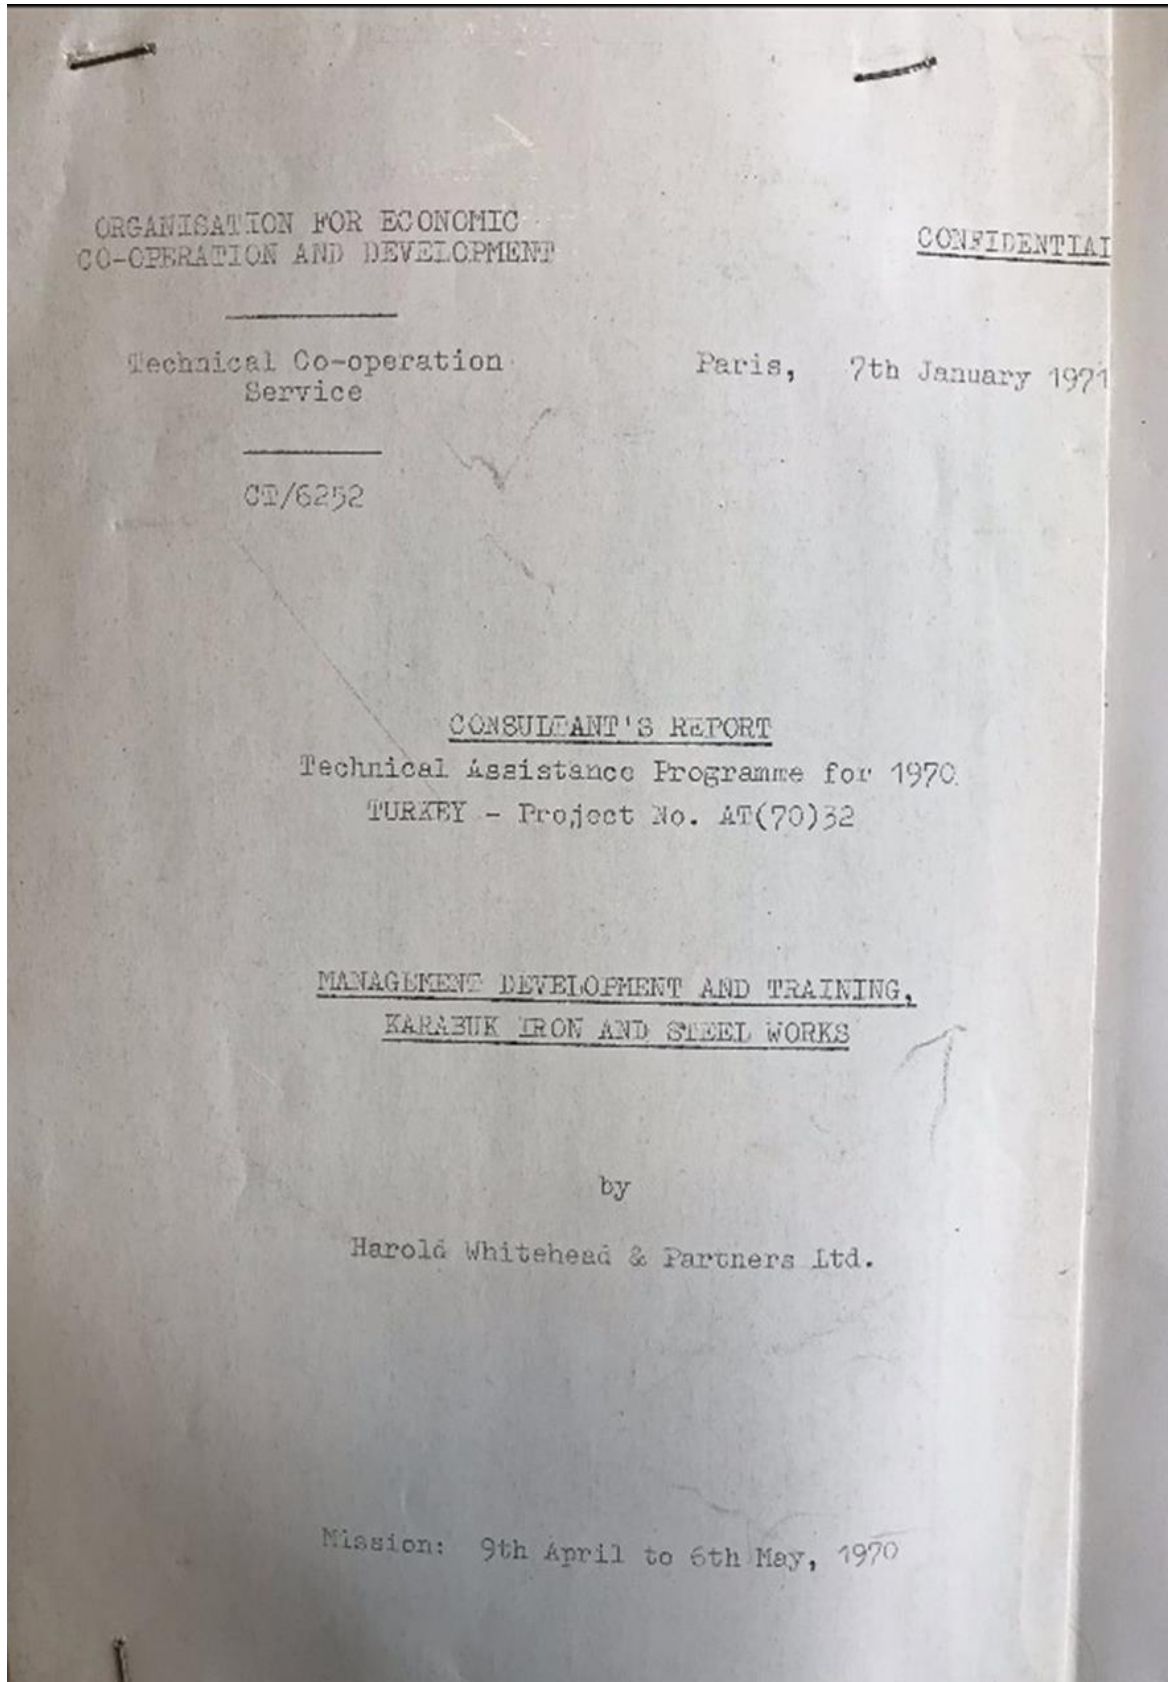 ORGANISATION FOR ECONOMIC
CO-OPERATION AND DEVELOPMENT
CONFIDENTIAL
Technical Co-operation
Service
Paris, 7th January 1971
CT/6252
CONSULTANT'S REPORT
Technical Assistance Programme for 1970
TURKEY - Project No. AT(70)32
MANAGEMENT DEVELOPMENT AND TRAINING,
KARABUK IRON AND STEEL WORKS
by
Harold Whitehead & Partners Ltd.
Mission: 9th April to 6th May, 1970